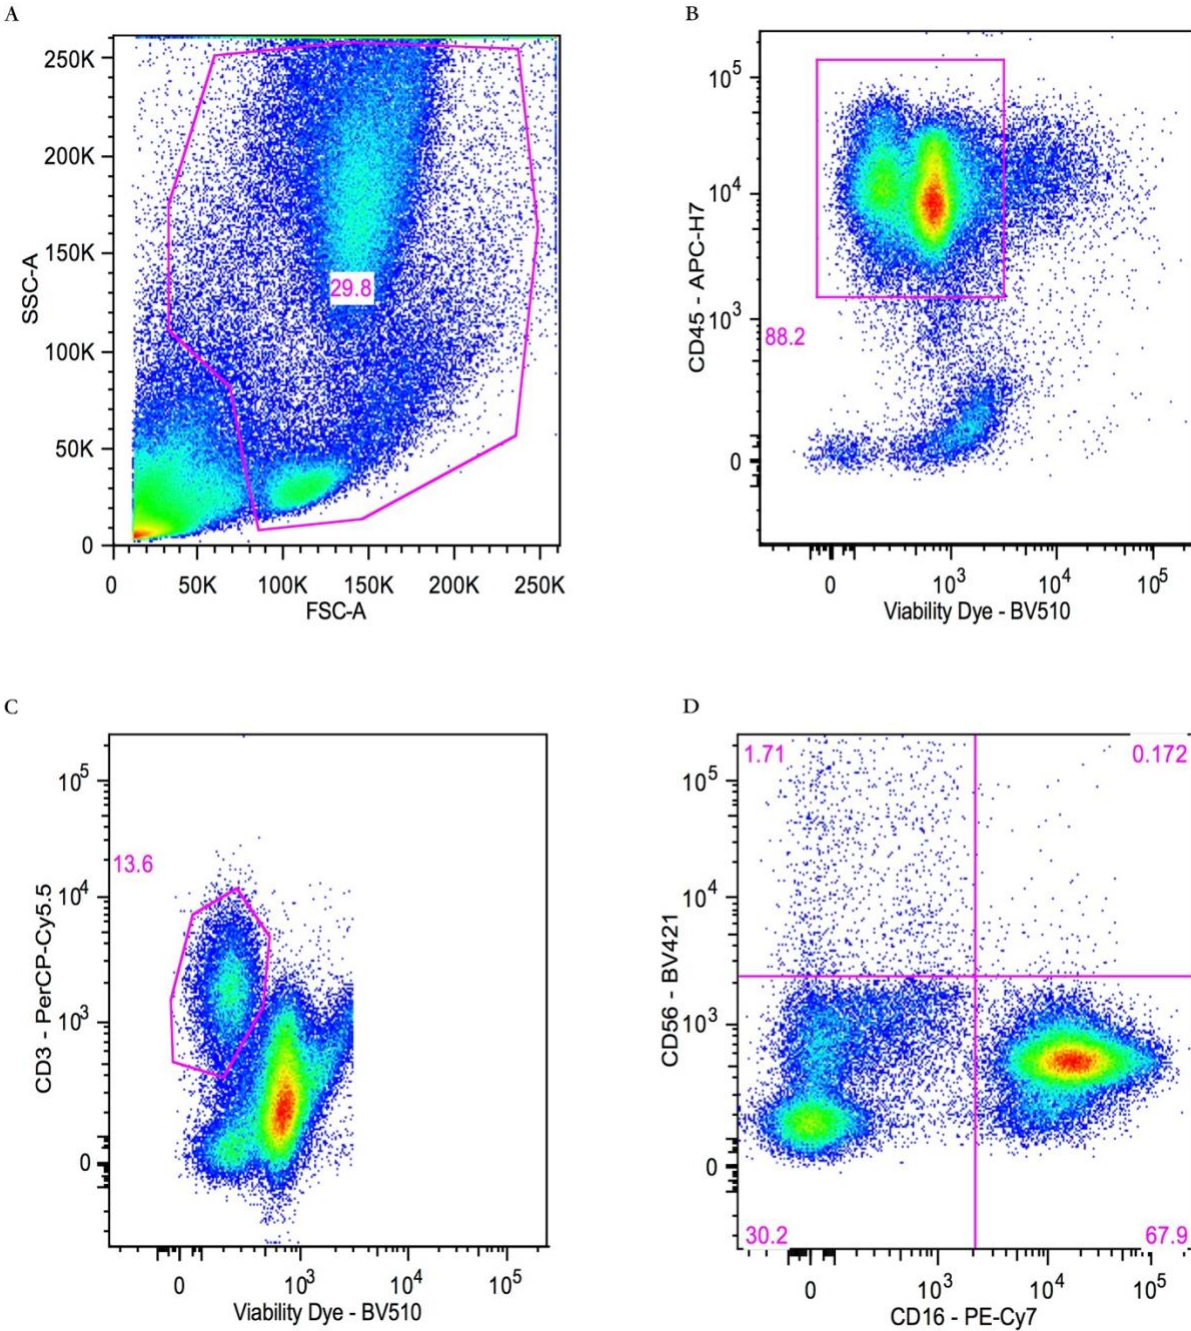 A
250K
200K
150K
100K
50K
0
SSC-A
29.8
0 50K 100K 150K 200K 250K
FSC-A
B
10^5
10^4
10^3
0
CD45 - APC-H7
88.2
0 10^3 10^4 10^5
Viability Dye - BV510
C
10^5
10^4
10^3
0
CD3 - PerCP-Cy5.5
13.6
0 10^3 10^4 10^5
Viability Dye - BV510
D
10^5
10^4
10^3
0
CD56 - BV421
1.71 0.172
30.2 67.9
0 10^3 10^4 10^5
CD16 - PE-Cy7